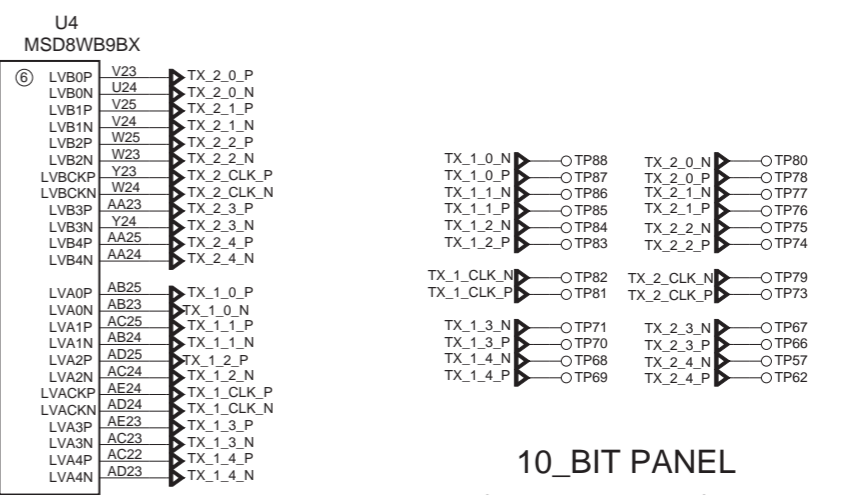 U4
MSD8WB9BX
6
LVB0P V23 TX_2_0_P
LVB0N U24 TX_2_0_N
LVB1P V25 TX_2_1_P
LVB1N V24 TX_2_1_N
LVB2P W25 TX_2_2_P
LVB2N W23 TX_2_2_N
LVBCKP Y23 TX_2_CLK_P
LVBCKN W24 TX_2_CLK_N
LVB3P AA23 TX_2_3_P
LVB3N Y24 TX_2_3_N
LVB4P AA25 TX_2_4_P
LVB4N AA24 TX_2_4_N
LVA0P AB25 TX_1_0_P
LVA0N AB23 TX_1_0_N
LVA1P AC25 TX_1_1_P
LVA1N AB24 TX_1_1_N
LVA2P AD25 TX_1_2_P
LVA2N AC24 TX_1_2_N
LVACKP AE24 TX_1_CLK_P
LVACKN AD24 TX_1_CLK_N
LVA3P AE23 TX_1_3_P
LVA3N AC23 TX_1_3_N
LVA4P AC22 TX_1_4_P
LVA4N AD23 TX_1_4_N
TX_1_0_N TP88
TX_1_0_P TP87
TX_1_1_N TP86
TX_1_1_P TP85
TX_1_2_N TP84
TX_1_2_P TP83
TX_1_CLK_N TP82
TX_1_CLK_P TP81
TX_1_3_N TP71
TX_1_3_P TP70
TX_1_4_N TP68
TX_1_4_P TP69
TX_2_0_N TP80
TX_2_0_P TP78
TX_2_1_N TP77
TX_2_1_P TP76
TX_2_2_N TP75
TX_2_2_P TP74
TX_2_CLK_N TP79
TX_2_CLK_P TP73
TX_2_3_N TP67
TX_2_3_P TP66
TX_2_4_N TP57
TX_2_4_P TP62
10_BIT PANEL